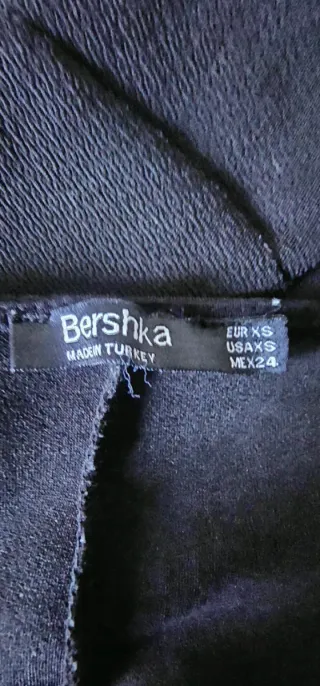 Bershka
MADE IN TURKEY
EUR XS
USA XS
MEX 24